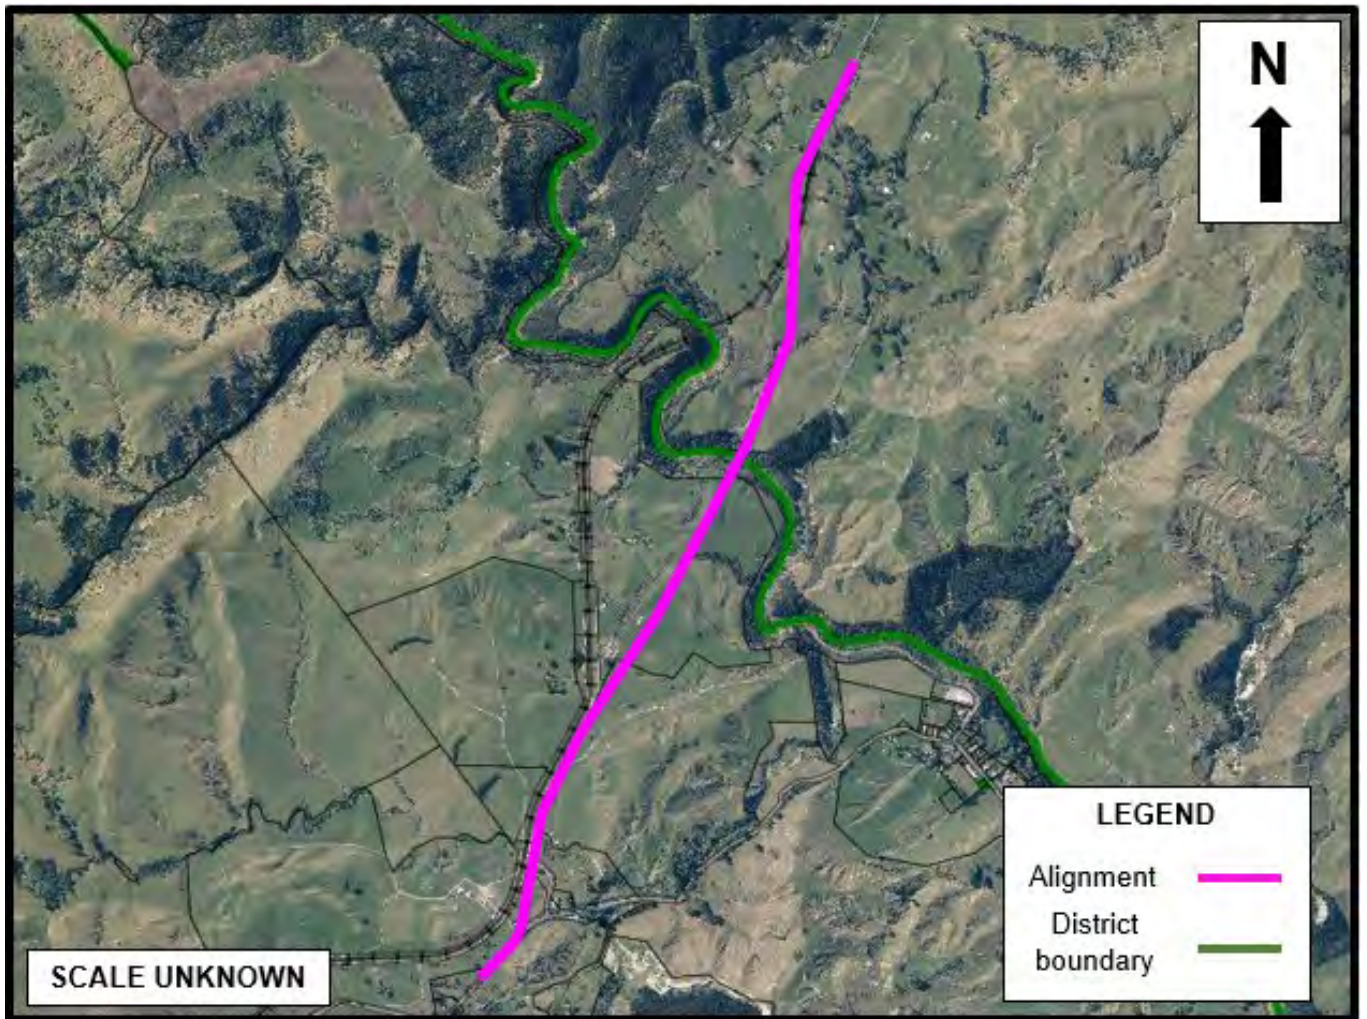 N
LEGEND
Alignment
District
boundary
SCALE UNKNOWN